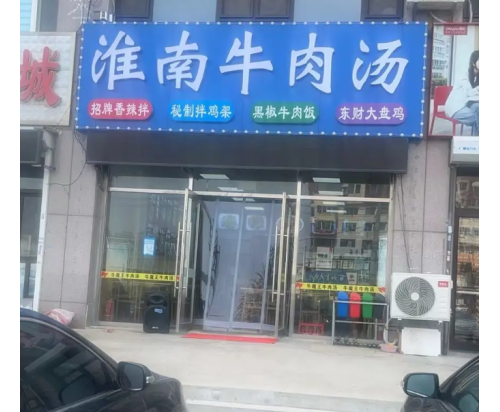 城
淮南牛肉汤
招牌香辣拌 秘制拌鸡架 黑椒牛肉饭 东财大盘鸡